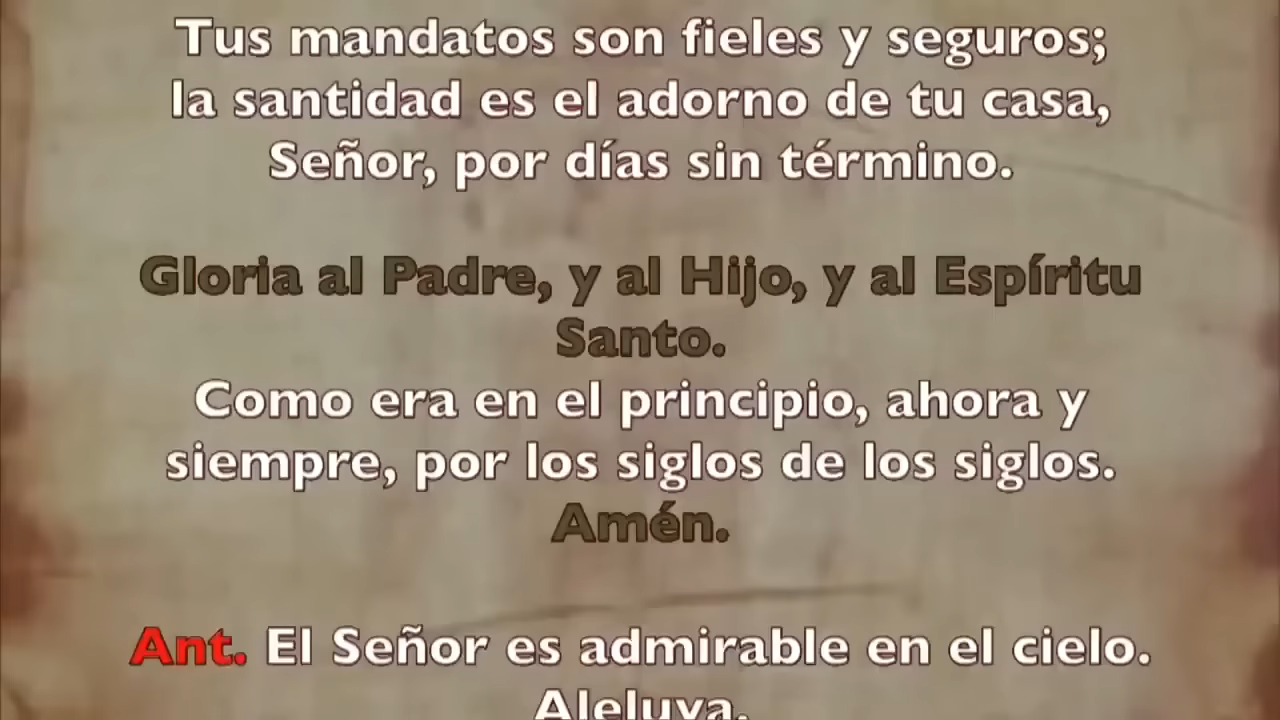 Tus mandatos son fieles y seguros;
la santidad es el adorno de tu casa,
Señor, por días sin término.
Gloria al Padre, y al Hijo, y al Espíritu
Santo.
Como era en el principio, ahora y
siempre, por los siglos de los siglos.
Amén.
Ant. El Señor es admirable en el cielo.
Aleluya.